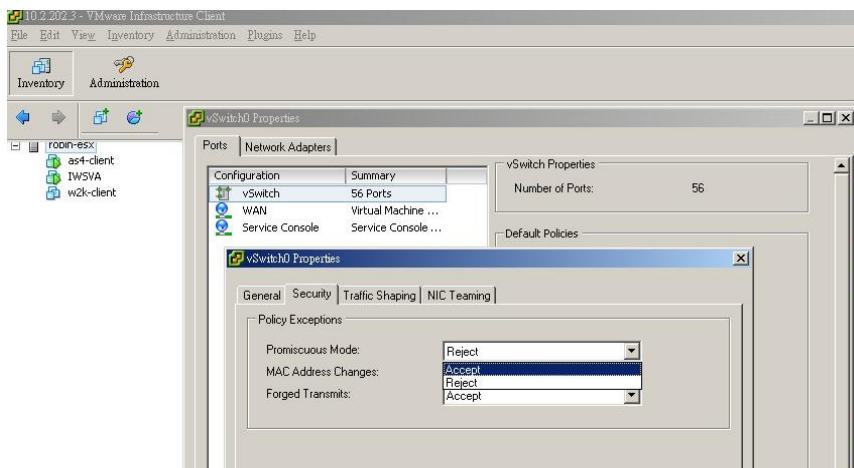 10.2.202.3 - VMware Infrastructure Client
File Edit View Inventory Administration Plugins Help
Inventory Administration
vSwitch0 Properties
robin-esx
as4-client
IWSVA
w2k-client
Ports Network Adapters
Configuration Summary
vSwitch 56 Ports
WAN Virtual Machine ...
Service Console Service Console ...
vSwitch Properties
Number of Ports: 56
Default Policies
vSwitch0 Properties
General Security Traffic Shaping NIC Teaming
Policy Exceptions
Promiscuous Mode: Reject
MAC Address Changes: Accept
Reject
Forged Transmits: Accept